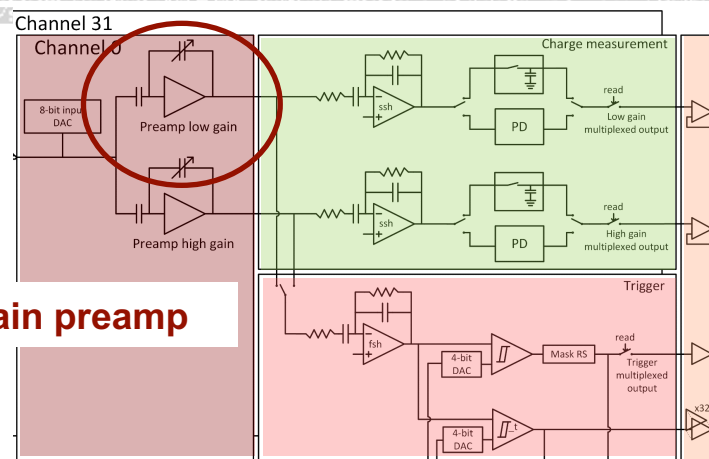 Channel 31
Channel 0
Charge measurement
8-bit input
DAC
Preamp low gain
ssh
PD
read
Low gain
multiplexed output
Preamp high gain
ssh
PD
read
High gain
multiplexed output
Trigger
ain preamp
fsh
4-bit
DAC
Mask RS
read
Trigger
multiplexed
output
x32
4-bit
DAC
_t